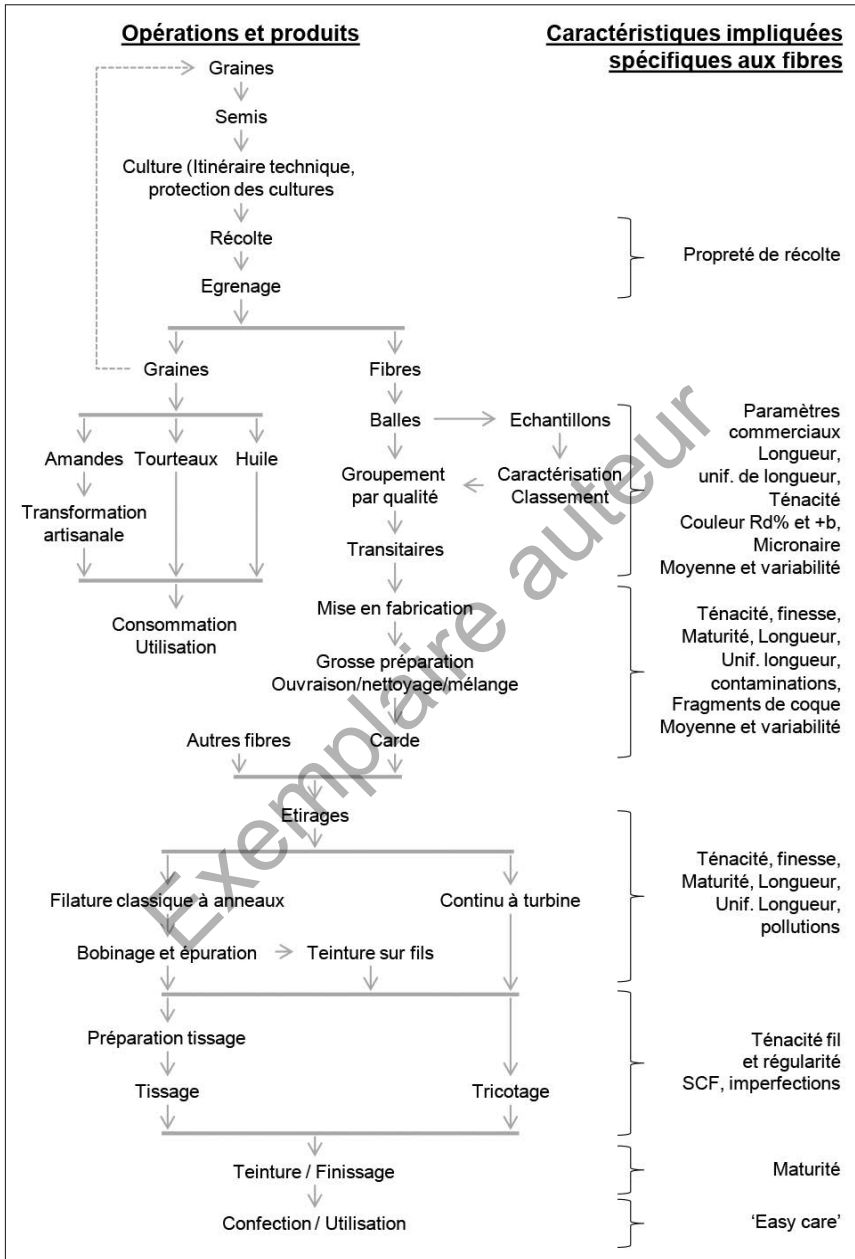 Opérations et produits
Caractéristiques impliquées
spécifiques aux fibres
Graines
Semis
Culture (Itinéraire technique,
protection des cultures
Récolte
Egrenage
Propreté de récolte
Graines
Fibres
Balles
Echantillons
Amandes
Tourteaux
Huile
Groupement
par qualité
Caractérisation
Classement
Transformation
artisanale
Transitaires
Paramètres
commerciaux
Longueur,
unif. de longueur,
Ténacité
Couleur Rd% et +b,
Micronaire
Moyenne et variabilité
Consommation
Utilisation
Mise en fabrication
Grosse préparation
Ouvraison/nettoyage/mélange
Autres fibres
Carde
Ténacité, finesse,
Maturité, Longueur,
Unif. longueur,
contaminations,
Fragments de coque
Moyenne et variabilité
Etirages
Filature classique à anneaux
Continu à turbine
Bobinage et épuration
Teinture sur fils
Ténacité, finesse,
Maturité, Longueur,
Unif. Longueur,
pollutions
Préparation tissage
Tissage
Tricotage
Ténacité fil
et régularité
SCF, imperfections
Teinture / Finissage
Maturité
Confection / Utilisation
‘Easy care’
Exemplaire auteur